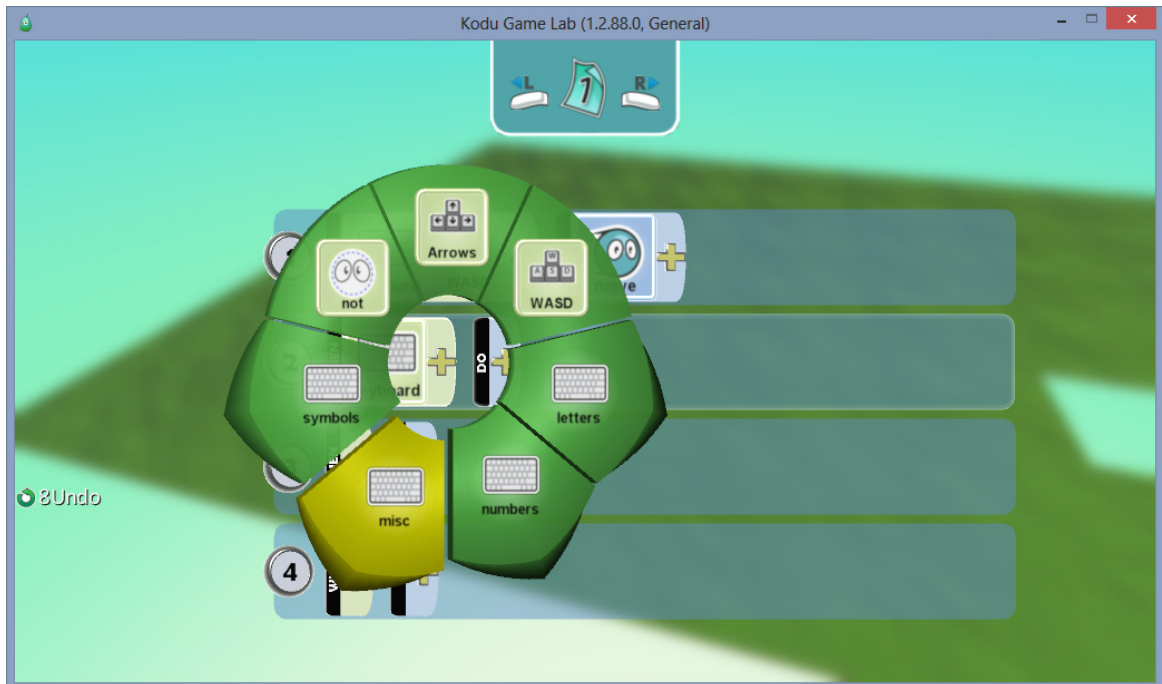 Kodu Game Lab (1.2.88.0, General)
L 1 R
Arrows
not
WASD
move
DO
symbols
letters
misc
numbers
8Undo
4